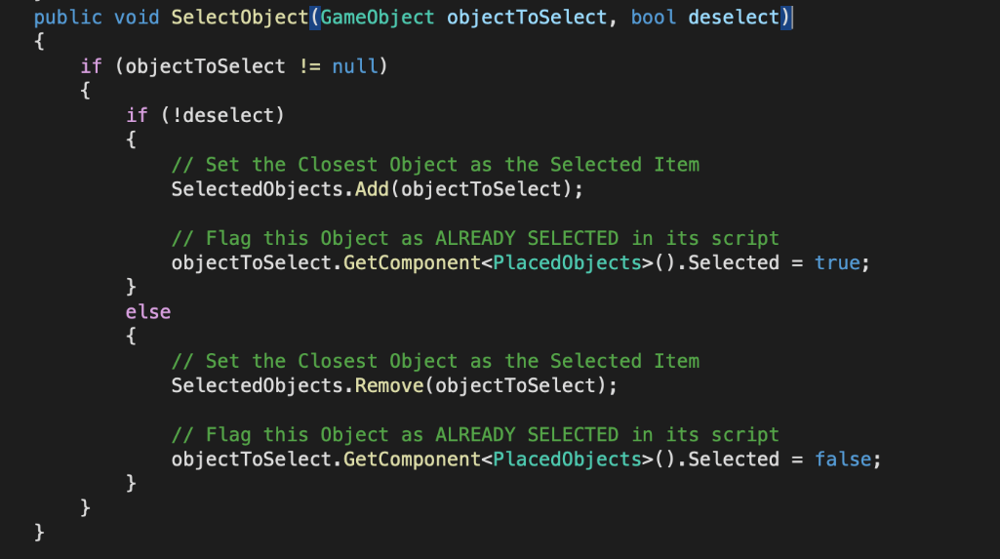 public void SelectObject(GameObject objectToSelect, bool deselect)
{
if (objectToSelect != null)
{
if (!deselect)
{
// Set the Closest Object as the Selected Item
SelectedObjects.Add(objectToSelect);
// Flag this Object as ALREADY SELECTED in its script
objectToSelect.GetComponent<PlacedObjects>().Selected = true;
}
else
{
// Set the Closest Object as the Selected Item
SelectedObjects.Remove(objectToSelect);
// Flag this Object as ALREADY SELECTED in its script
objectToSelect.GetComponent<PlacedObjects>().Selected = false;
}
}
}